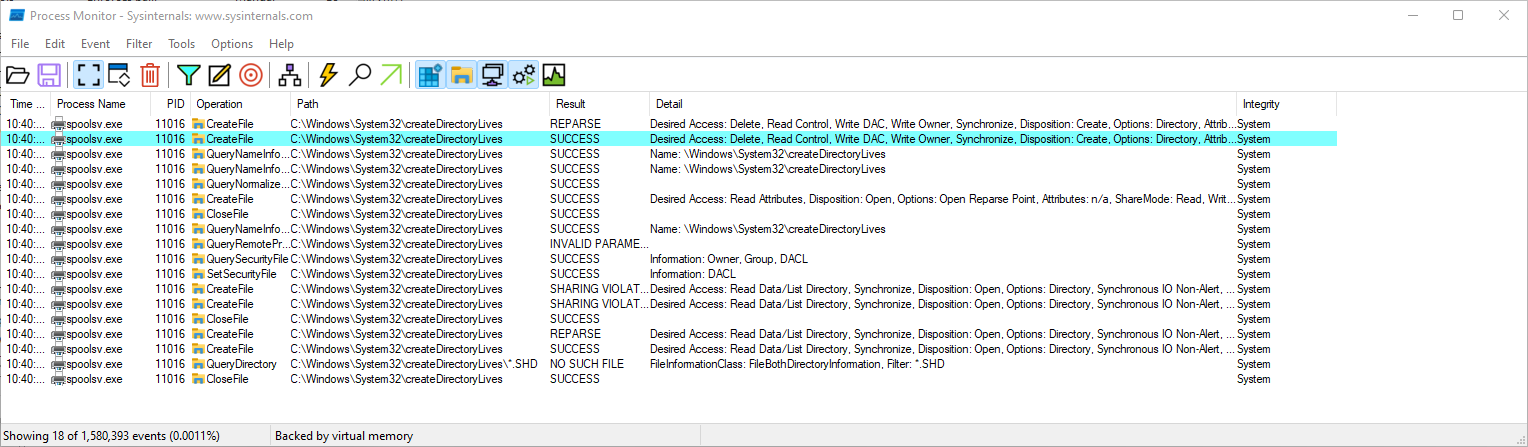 Process Monitor - Sysinternals: www.sysinternals.com
File Edit Event Filter Tools Options Help
Time ... Process Name PID Operation Path Result Detail Integrity
10:40:... spoolsv.exe 11016 CreateFile C:\Windows\System32\createDirectoryLives REPARSE Desired Access: Delete, Read Control, Write DAC, Write Owner, Synchronize, Disposition: Create, Options: Directory, Attrib... System
10:40:... spoolsv.exe 11016 CreateFile C:\Windows\System32\createDirectoryLives SUCCESS Desired Access: Delete, Read Control, Write DAC, Write Owner, Synchronize, Disposition: Create, Options: Directory, Attrib... System
10:40:... spoolsv.exe 11016 QueryNameInfo... C:\Windows\System32\createDirectoryLives SUCCESS Name: \Windows\System32\createDirectoryLives System
10:40:... spoolsv.exe 11016 QueryNameInfo... C:\Windows\System32\createDirectoryLives SUCCESS Name: \Windows\System32\createDirectoryLives System
10:40:... spoolsv.exe 11016 QueryNormalize... C:\Windows\System32\createDirectoryLives SUCCESS System
10:40:... spoolsv.exe 11016 CreateFile C:\Windows\System32\createDirectoryLives SUCCESS Desired Access: Read Attributes, Disposition: Open, Options: Open Reparse Point, Attributes: n/a, ShareMode: Read, Writ... System
10:40:... spoolsv.exe 11016 CloseFile C:\Windows\System32\createDirectoryLives SUCCESS System
10:40:... spoolsv.exe 11016 QueryNameInfo... C:\Windows\System32\createDirectoryLives SUCCESS Name: \Windows\System32\createDirectoryLives System
10:40:... spoolsv.exe 11016 QueryRemotePr... C:\Windows\System32\createDirectoryLives INVALID PARAME... System
10:40:... spoolsv.exe 11016 QuerySecurityFile C:\Windows\System32\createDirectoryLives SUCCESS Information: Owner, Group, DACL System
10:40:... spoolsv.exe 11016 SetSecurityFile C:\Windows\System32\createDirectoryLives SUCCESS Information: DACL System
10:40:... spoolsv.exe 11016 CreateFile C:\Windows\System32\createDirectoryLives SHARING VIOLAT... Desired Access: Read Data/List Directory, Synchronize, Disposition: Open, Options: Directory, Synchronous IO Non-Alert, ... System
10:40:... spoolsv.exe 11016 CreateFile C:\Windows\System32\createDirectoryLives SHARING VIOLAT... Desired Access: Read Data/List Directory, Synchronize, Disposition: Open, Options: Directory, Synchronous IO Non-Alert, ... System
10:40:... spoolsv.exe 11016 CloseFile C:\Windows\System32\createDirectoryLives SUCCESS System
10:40:... spoolsv.exe 11016 CreateFile C:\Windows\System32\createDirectoryLives REPARSE Desired Access: Read Data/List Directory, Synchronize, Disposition: Open, Options: Directory, Synchronous IO Non-Alert, ... System
10:40:... spoolsv.exe 11016 CreateFile C:\Windows\System32\createDirectoryLives SUCCESS Desired Access: Read Data/List Directory, Synchronize, Disposition: Open, Options: Directory, Synchronous IO Non-Alert, ... System
10:40:... spoolsv.exe 11016 QueryDirectory C:\Windows\System32\createDirectoryLives\*.SHD NO SUCH FILE FileInformationClass: FileBothDirectoryInformation, Filter: *.SHD System
10:40:... spoolsv.exe 11016 CloseFile C:\Windows\System32\createDirectoryLives SUCCESS System
Showing 18 of 1,580,393 events (0.0011%) Backed by virtual memory